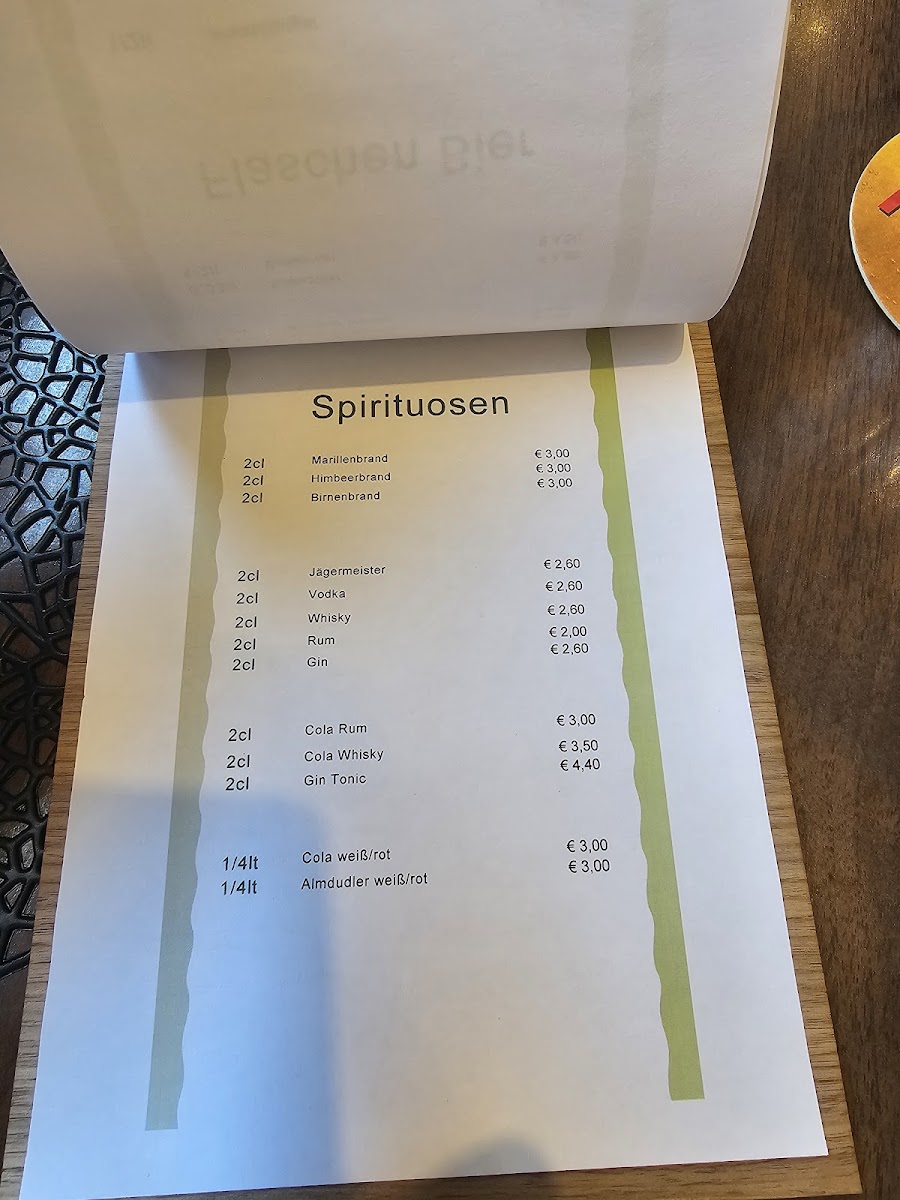 Flaschen Bier
Spirituosen
2cl Marillenbrand € 3,00
2cl Himbeerbrand € 3,00
2cl Birnenbrand € 3,00
2cl Jägermeister € 2,60
2cl Vodka € 2,60
2cl Whisky € 2,60
2cl Rum € 2,00
2cl Gin € 2,60
2cl Cola Rum € 3,00
2cl Cola Whisky € 3,50
2cl Gin Tonic € 4,40
1/4lt Cola weiß/rot € 3,00
1/4lt Almdudler weiß/rot € 3,00